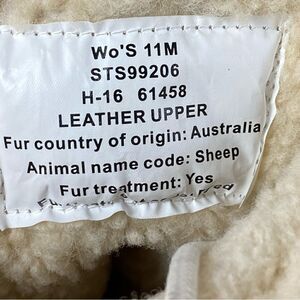 Wo'S 11M
STS99206
H-16 61458
LEATHER UPPER
Fur country of origin: Australia
Animal name code: Sheep
Fur treatment: Yes